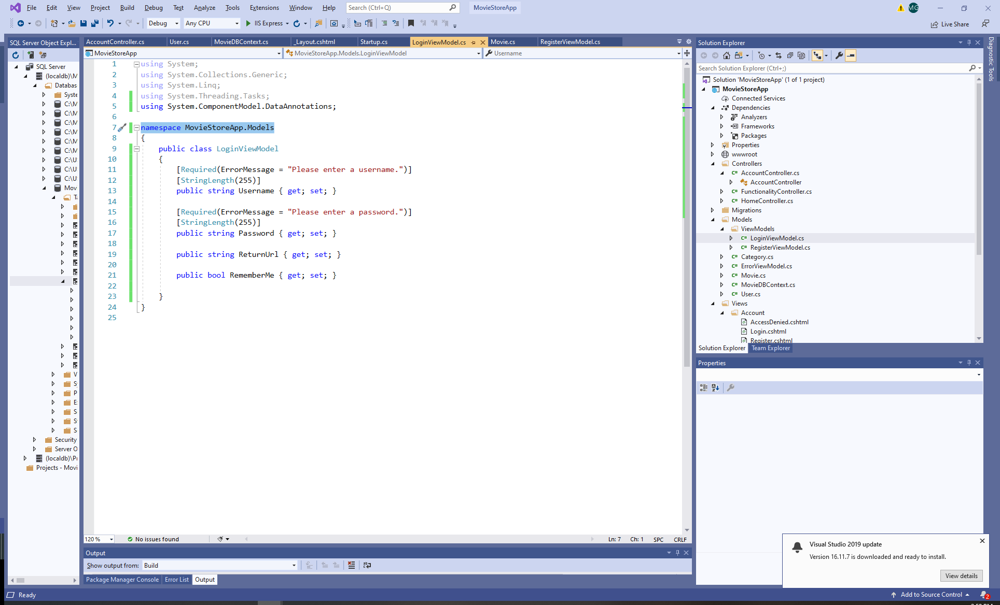 File Edit View Project Build Debug Test Analyze Tools Extensions Window Help Search (Ctrl+Q) MovieStoreApp MG
Debug Any CPU IIS Express Live Share
SQL Server Object Expl...
SQL Server
(localdb)\M
Databas
Syste
C:\M
C:\M
C:\M
C:\M
C:\M
C:\M
C:\U
C:\U
C:\U
Mov
Security
Server O
(localdb)\Pr
Projects - Movi
AccountController.cs User.cs MovieDBContext.cs _Layout.cshtml Startup.cs LoginViewModel.cs Movie.cs RegisterViewModel.cs
MovieStoreApp MovieStoreApp.Models.LoginViewModel Username
1 using System;
2 using System.Collections.Generic;
3 using System.Linq;
4 using System.Threading.Tasks;
5 using System.ComponentModel.DataAnnotations;
6
7 namespace MovieStoreApp.Models
8 {
9 public class LoginViewModel
10 {
11 [Required(ErrorMessage = "Please enter a username.")]
12 [StringLength(255)]
13 public string Username { get; set; }
14
15 [Required(ErrorMessage = "Please enter a password.")]
16 [StringLength(255)]
17 public string Password { get; set; }
18
19 public string ReturnUrl { get; set; }
20
21 public bool RememberMe { get; set; }
22
23 }
24 }
25
120 % No issues found Ln: 7 Ch: 1 SPC CRLF
Output
Show output from: Build
Package Manager Console Error List Output
Solution Explorer
Search Solution Explorer (Ctrl+;)
Solution 'MovieStoreApp' (1 of 1 project)
MovieStoreApp
Connected Services
Dependencies
Analyzers
Frameworks
Packages
Properties
wwwroot
Controllers
AccountController.cs
AccountController
FunctionalityController.cs
HomeController.cs
Migrations
Models
ViewModels
LoginViewModel.cs
RegisterViewModel.cs
Category.cs
ErrorViewModel.cs
Movie.cs
MovieDBContext.cs
User.cs
Views
Account
AccessDenied.cshtml
Login.cshtml
Register.cshtml
Solution Explorer Team Explorer
Properties
Diagnostic Tools
Visual Studio 2019 update
Version 16.11.7 is downloaded and ready to install.
View details
Ready Add to Source Control 2